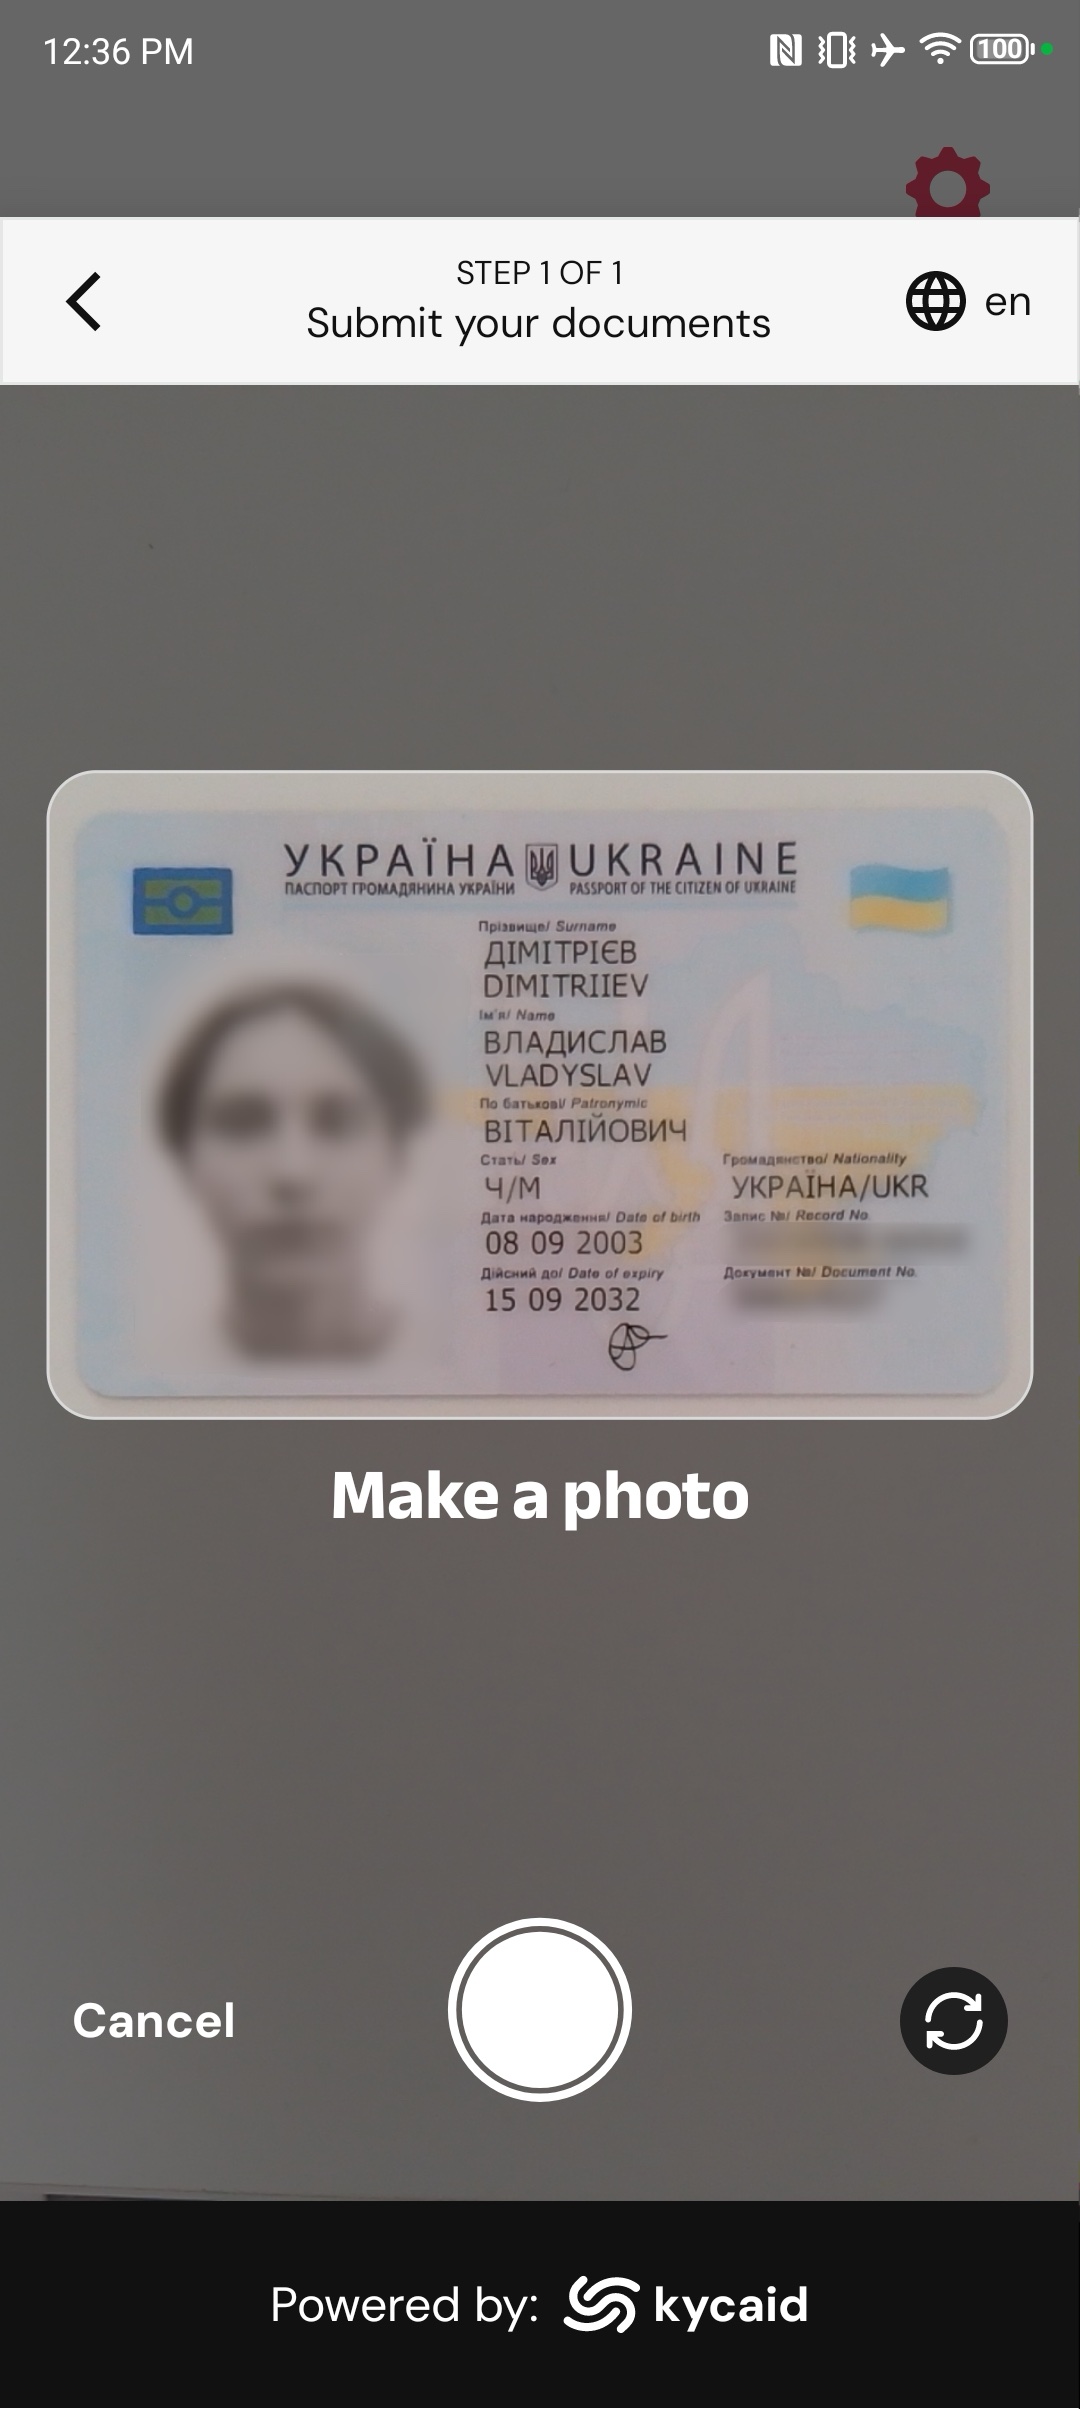 12:36 PM
100
STEP 1 OF 1
Submit your documents
en
УКРАЇНА UKRAINE
ПАСПОРТ ГРОМАДЯНИНА УКРАЇНИ PASSPORT OF THE CITIZEN OF UKRAINE
Прізвище/ Surname
ДІМІТРІЄВ
DIMITRIIEV
Ім'я/ Name
ВЛАДИСЛАВ
VLADYSLAV
По батькові/ Patronymic
ВІТАЛІЙОВИЧ
Стать/ Sex Громадянство/ Nationality
Ч/М УКРАЇНА/UKR
Дата народження/ Date of birth Запис №/ Record No.
08 09 2003
Дійсний до/ Date of expiry Документ №/ Document No.
15 09 2032
Make a photo
Cancel
Powered by: kycaid